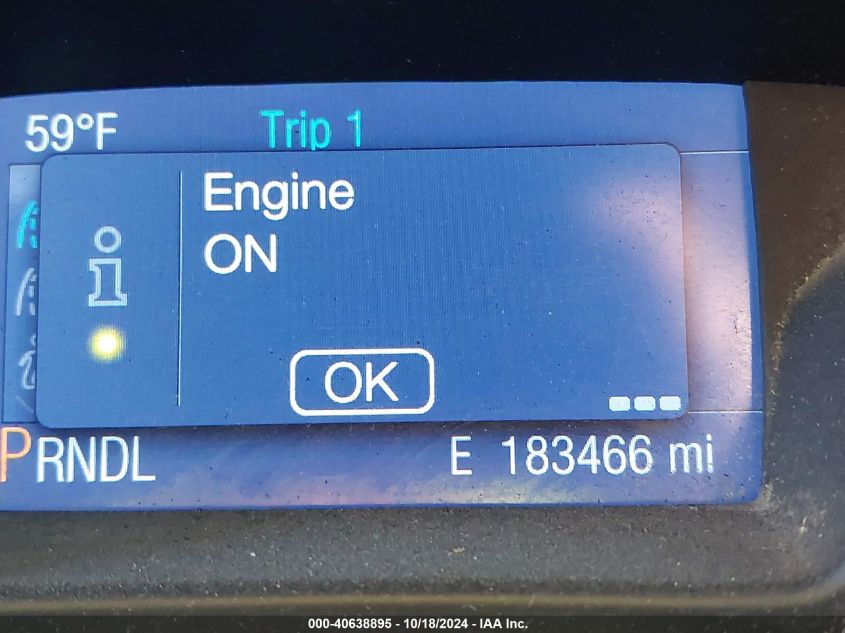 59°F Trip 1
Engine
ON
OK
PRNDL E 183466 mi
000-40638895 - 10/18/2024 - IAA Inc.